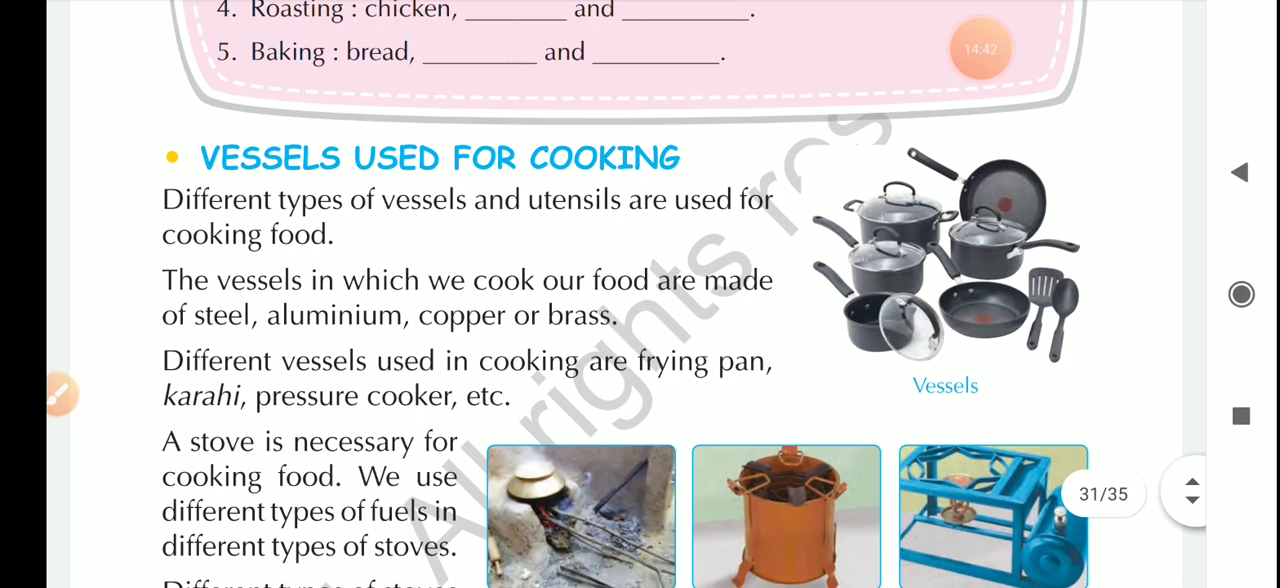 4. Roasting : chicken, ________ and __________.
14:42
5. Baking : bread, _________ and __________.
• VESSELS USED FOR COOKING
Different types of vessels and utensils are used for
cooking food.
The vessels in which we cook our food are made
of steel, aluminium, copper or brass.
Different vessels used in cooking are frying pan,
karahi, pressure cooker, etc.
Vessels
A stove is necessary for
cooking food. We use
different types of fuels in
different types of stoves.
31/35
Different types of stoves
All rights